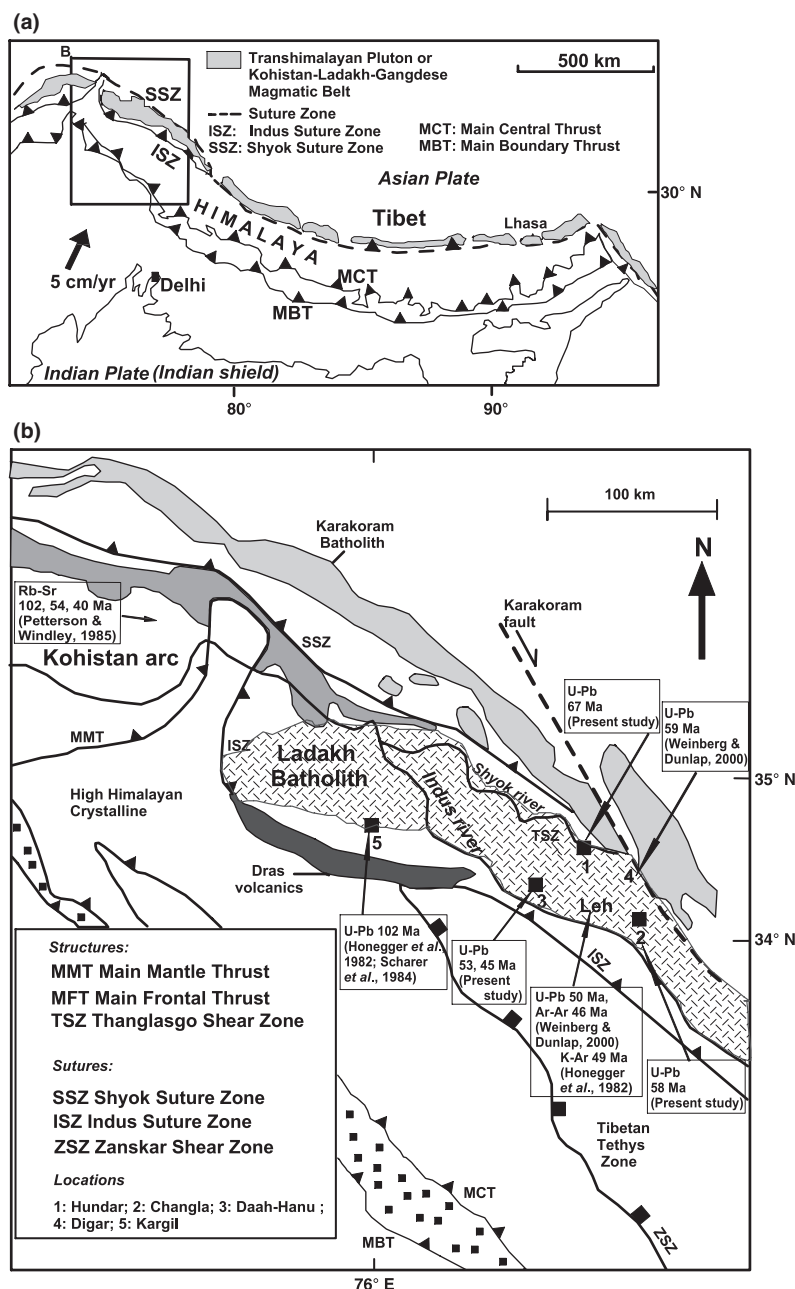 (a)
B
Transhimalayan Pluton or
Kohistan-Ladakh-Gangdese
Magmatic Belt
500 km
SSZ
Suture Zone
ISZ: Indus Suture Zone
MCT: Main Central Thrust
SSZ: Shyok Suture Zone
MBT: Main Boundary Thrust
ISZ
Asian Plate
30° N
HIMALAYA
Tibet
Lhasa
5 cm/yr
Delhi
MCT
MBT
Indian Plate (Indian shield)
80°
90°
(b)
100 km
Karakoram
Batholith
N
Rb-Sr
102, 54, 40 Ma
(Petterson &
Windley, 1985)
Karakoram
fault
SSZ
Kohistan arc
U-Pb
67 Ma
(Present study)
U-Pb
59 Ma
(Weinberg &
Dunlap, 2000)
MMT
ISZ
Ladakh
Batholith
Shyok river
Indus river
35° N
High Himalayan
Crystalline
TSZ
5
1
4
Dras
volcanics
3
Leh
2
34° N
U-Pb 102 Ma
(Honegger et al.
1982; Scharer
et al., 1984)
U-Pb
53, 45 Ma
(Present
study)
ISZ
U-Pb 50 Ma,
Ar-Ar 46 Ma
(Weinberg &
Dunlap, 2000)
K-Ar 49 Ma
(Honegger
et al., 1982)
U-Pb
58 Ma
(Present study)
Structures:
MMT Main Mantle Thrust
MFT Main Frontal Thrust
TSZ Thanglasgo Shear Zone
Sutures:
SSZ Shyok Suture Zone
ISZ Indus Suture Zone
ZSZ Zanskar Shear Zone
Locations
1: Hundar; 2: Changla; 3: Daah-Hanu ;
4: Digar; 5: Kargil
Tibetan
Tethys
Zone
MCT
MBT
ZSZ
76° E